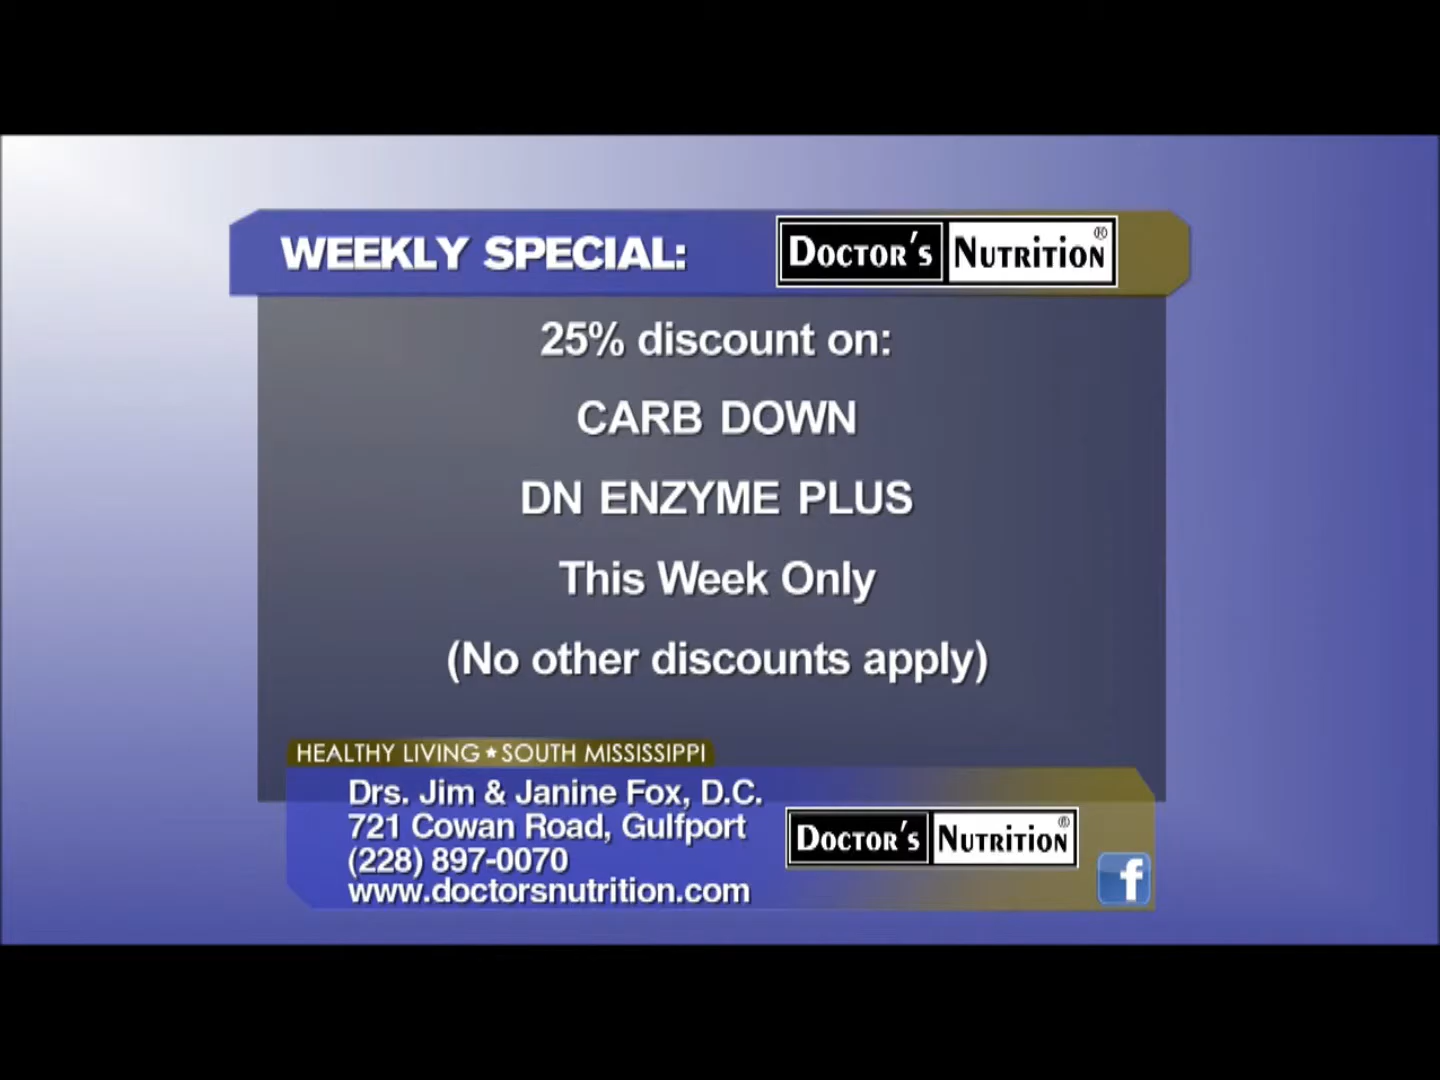 WEEKLY SPECIAL:
DOCTOR'S NUTRITION®
25% discount on:
CARB DOWN
DN ENZYME PLUS
This Week Only
(No other discounts apply)
HEALTHY LIVING ★ SOUTH MISSISSIPPI
Drs. Jim & Janine Fox, D.C.
721 Cowan Road, Gulfport
(228) 897-0070
www.doctorsnutrition.com
DOCTOR'S NUTRITION®
f